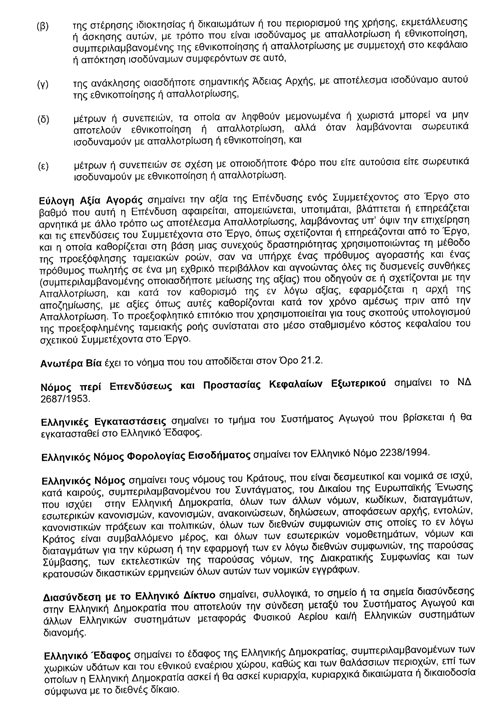 (β) της στέρησης ιδιοκτησίας ή δικαιωμάτων ή του περιορισμού της χρήσης, εκμετάλλευσης
ή άσκησης αυτών, με τρόπο που είναι ισοδύναμος με απαλλοτρίωση ή εθνικοποίηση,
συμπεριλαμβανομένης της εθνικοποίησης ή απαλλοτρίωσης με συμμετοχή στο κεφάλαιο
ή απόκτηση ισοδύναμων συμφερόντων σε αυτό,
(γ) της ανάκλησης οιασδήποτε σημαντικής Άδειας Αρχής, με αποτέλεσμα ισοδύναμο αυτού
της εθνικοποίησης ή απαλλοτρίωσης,
(δ) μέτρων ή συνεπειών, τα οποία αν ληφθούν μεμονωμένα ή χωριστά μπορεί να μην
αποτελούν εθνικοποίηση ή απαλλοτρίωση, αλλά όταν λαμβάνονται σωρευτικά
ισοδυναμούν με απαλλοτρίωση ή εθνικοποίηση, και
(ε) μέτρων ή συνεπειών σε σχέση με οποιοδήποτε Φόρο που είτε αυτούσια είτε σωρευτικά
ισοδυναμούν με εθνικοποίηση ή απαλλοτρίωση.
Εύλογη Αξία Αγοράς σημαίνει την αξία της Επένδυσης ενός Συμμετέχοντος στο Έργο στο
βαθμό που αυτή η Επένδυση αφαιρείται, απομειώνεται, υποτιμάται, βλάπτεται ή επηρεάζεται
αρνητικά με άλλο τρόπο ως αποτέλεσμα Απαλλοτρίωσης, λαμβάνοντας υπ' όψιν την επιχείρηση
και τις επενδύσεις του Συμμετέχοντα στο Έργο, όπως σχετίζονται ή επηρεάζονται από το Έργο,
και η οποία καθορίζεται στη βάση μιας συνεχούς δραστηριότητας χρησιμοποιώντας τη μέθοδο
της προεξόφλησης ταμειακών ροών, σαν να υπήρχε ένας πρόθυμος αγοραστής και ένας
πρόθυμος πωλητής σε ένα μη εχθρικό περιβάλλον και αγνοώντας όλες τις δυσμενείς συνθήκες
(συμπεριλαμβανομένης οποιασδήποτε μείωσης της αξίας) που οδηγούν σε ή σχετίζονται με την
Απαλλοτρίωση, και κατά τον καθορισμό της εν λόγω αξίας, εφαρμόζεται η αρχή της
αποζημίωσης, με αξίες όπως αυτές καθορίζονται κατά τον χρόνο αμέσως πριν από την
Απαλλοτρίωση. Το προεξοφλητικό επιτόκιο που χρησιμοποιείται για τους σκοπούς υπολογισμού
της προεξοφλημένης ταμειακής ροής συνίσταται στο μέσο σταθμισμένο κόστος κεφαλαίου του
σχετικού Συμμετέχοντα στο Έργο.
Ανωτέρα Βία έχει το νόημα που του αποδίδεται στον Όρο 21.2.
Νόμος περί Επενδύσεως και Προστασίας Κεφαλαίων Εξωτερικού σημαίνει το ΝΔ
2687/1953.
Ελληνικές Εγκαταστάσεις σημαίνει το τμήμα του Συστήματος Αγωγού που βρίσκεται ή θα
εγκατασταθεί στο Ελληνικό Έδαφος.
Ελληνικός Νόμος Φορολογίας Εισοδήματος σημαίνει τον Ελληνικό Νόμο 2238/1994.
Ελληνικός Νόμος σημαίνει τους νόμους του Κράτους, που είναι δεσμευτικοί και νομικά σε ισχύ,
κατά καιρούς, συμπεριλαμβανομένου του Συντάγματος, του Δικαίου της Ευρωπαϊκής Ένωσης
που ισχύει στην Ελληνική Δημοκρατία, όλων των άλλων νόμων, κωδίκων, διαταγμάτων,
εσωτερικών κανονισμών, κανονισμών, ανακοινώσεων, δηλώσεων, αποφάσεων αρχής, εντολών,
κανονιστικών πράξεων και πολιτικών, όλων των διεθνών συμφωνιών στις οποίες το εν λόγω
Κράτος είναι συμβαλλόμενο μέρος, και όλων των εσωτερικών νομοθετημάτων, νόμων και
διαταγμάτων για την κύρωση ή την εφαρμογή των εν λόγω διεθνών συμφωνιών, της παρούσας
Σύμβασης, των εκτελεστικών της παρούσας νόμων, της Διακρατικής Συμφωνίας και των
κρατουσών δικαστικών ερμηνειών όλων αυτών των νομικών εγγράφων.
Διασύνδεση με το Ελληνικό Δίκτυο σημαίνει, συλλογικά, το σημείο ή τα σημεία διασύνδεσης
στην Ελληνική Δημοκρατία που αποτελούν την σύνδεση μεταξύ του Συστήματος Αγωγού και
άλλων Ελληνικών συστημάτων μεταφοράς Φυσικού Αερίου και/ή Ελληνικών συστημάτων
διανομής.
Ελληνικό Έδαφος σημαίνει το έδαφος της Ελληνικής Δημοκρατίας, συμπεριλαμβανομένων των
χωρικών υδάτων και του εθνικού εναέριου χώρου, καθώς και των θαλάσσιων περιοχών, επί των
οποίων η Ελληνική Δημοκρατία ασκεί ή θα ασκεί κυριαρχία, κυριαρχικά δικαιώματα ή δικαιοδοσία
σύμφωνα με το διεθνές δίκαιο.